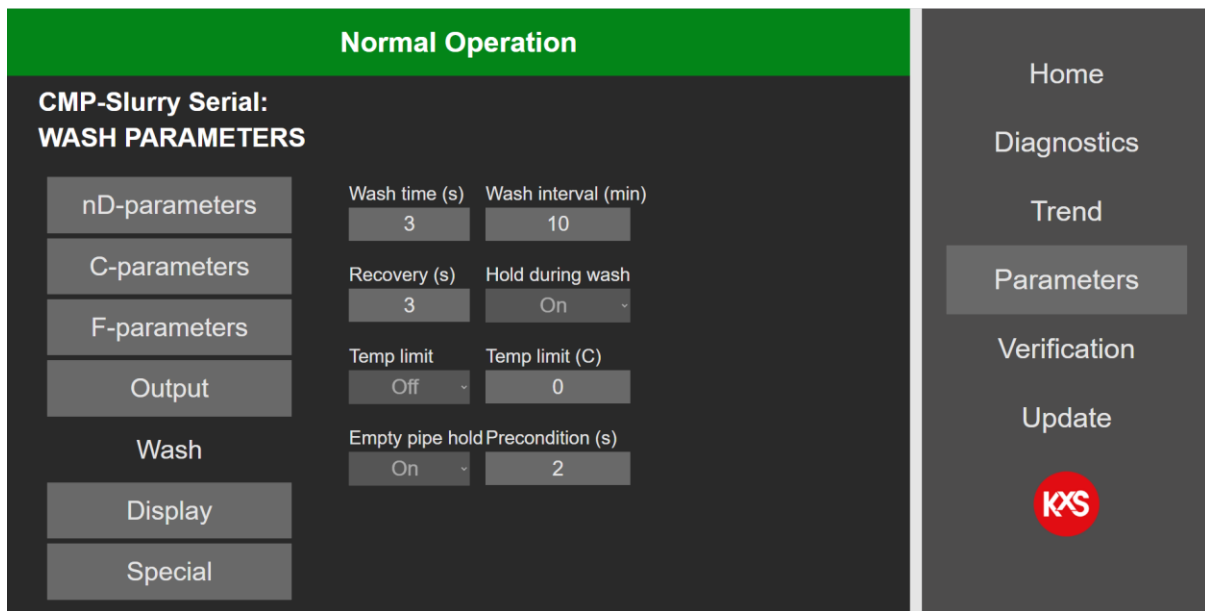 Normal Operation
CMP-Slurry Serial:
WASH PARAMETERS
nD-parameters
C-parameters
F-parameters
Output
Wash
Display
Special
Wash time (s) Wash interval (min)
3 10
Recovery (s) Hold during wash
3 On
Temp limit Temp limit (C)
Off 0
Empty pipe hold Precondition (s)
On 2
Home
Diagnostics
Trend
Parameters
Verification
Update
KXS